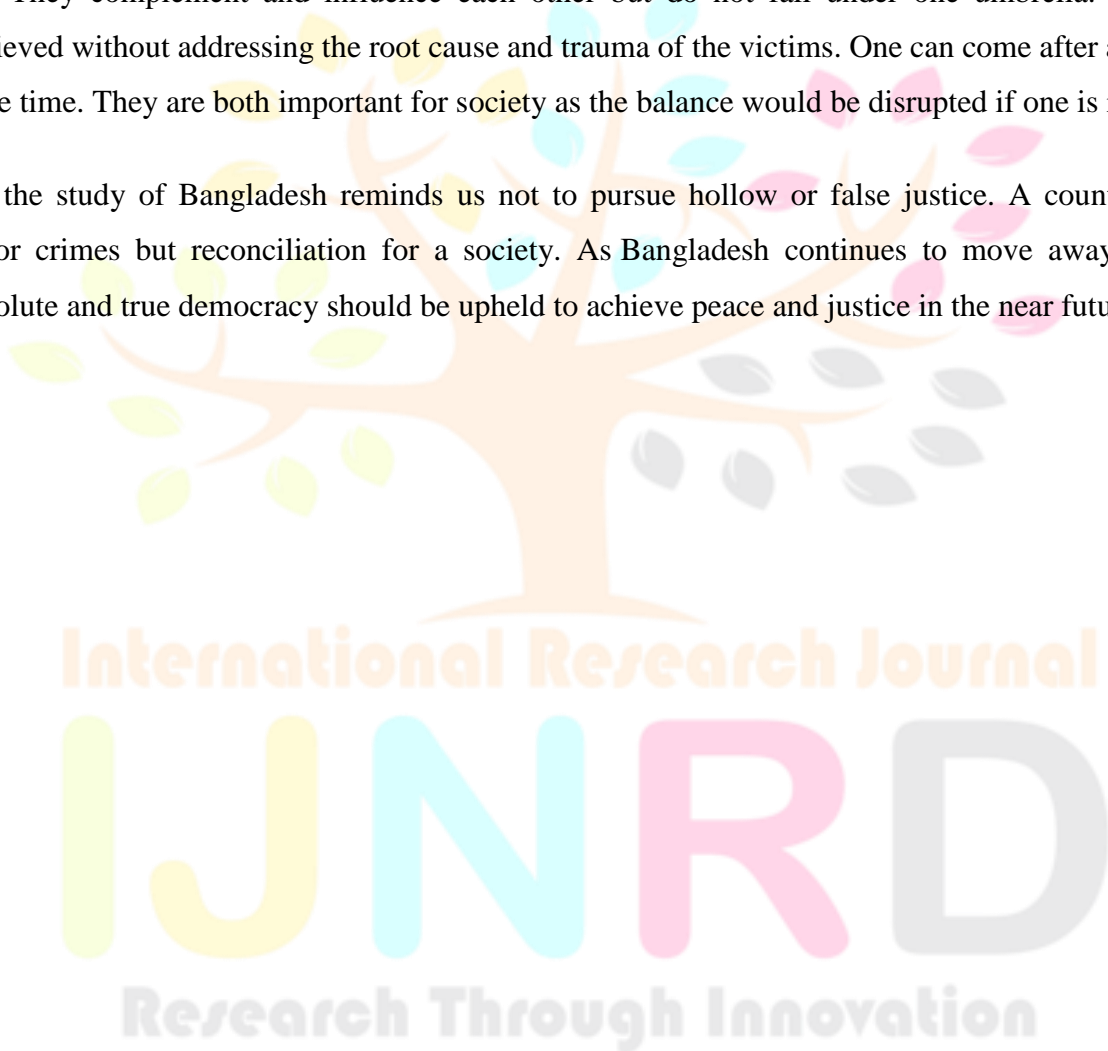 They complement and influence each other but do not fall under one umbrella.
ieved without addressing the root cause and trauma of the victims. One can come after a
e time. They are both important for society as the balance would be disrupted if one is
the study of Bangladesh reminds us not to pursue hollow or false justice. A coun
or crimes but reconciliation for a society. As Bangladesh continues to move away
olute and true democracy should be upheld to achieve peace and justice in the near futu
International Research Journal
IJNRD
Research Through Innovation